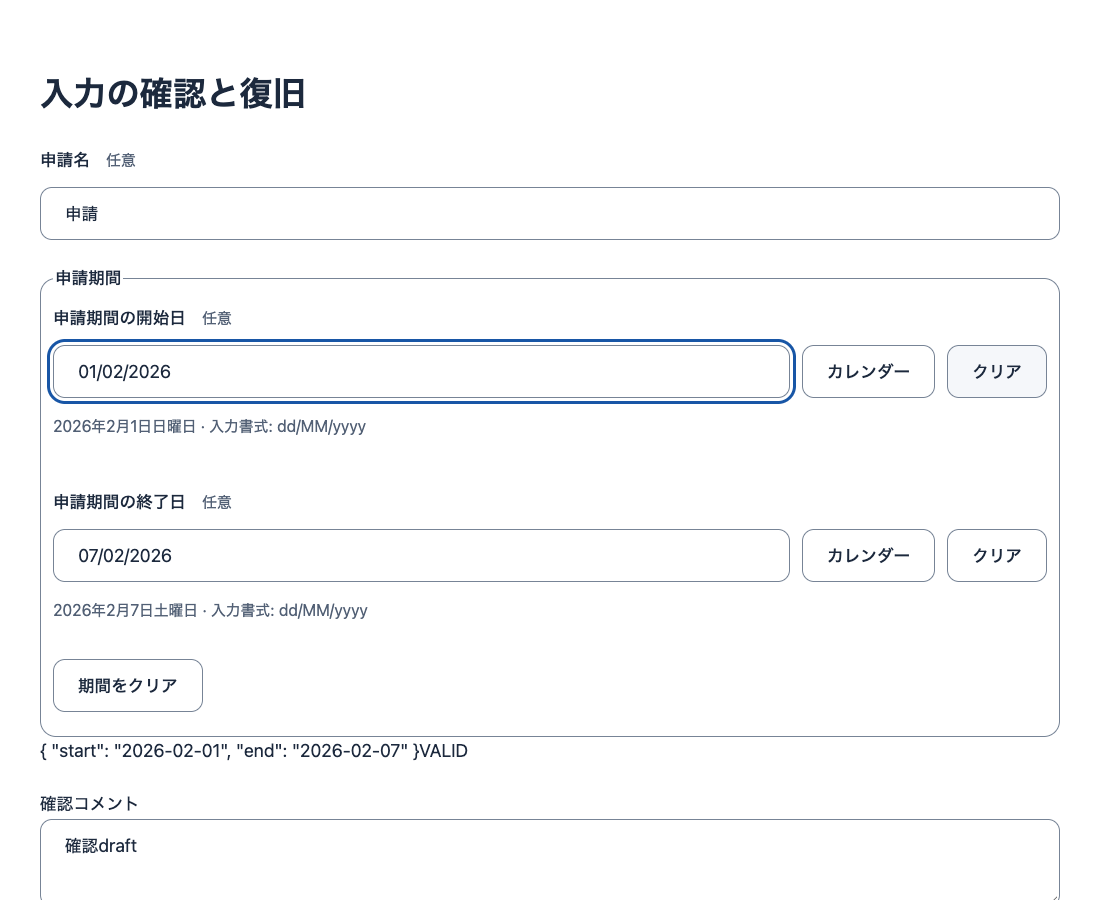 入力の確認と復旧
申請名 任意
申請
申請期間
申請期間の開始日 任意
01/02/2026 カレンダー クリア
2026年2月1日日曜日 · 入力書式: dd/MM/yyyy
申請期間の終了日 任意
07/02/2026 カレンダー クリア
2026年2月7日土曜日 · 入力書式: dd/MM/yyyy
期間をクリア
{ "start": "2026-02-01", "end": "2026-02-07" }VALID
確認コメント
確認draft